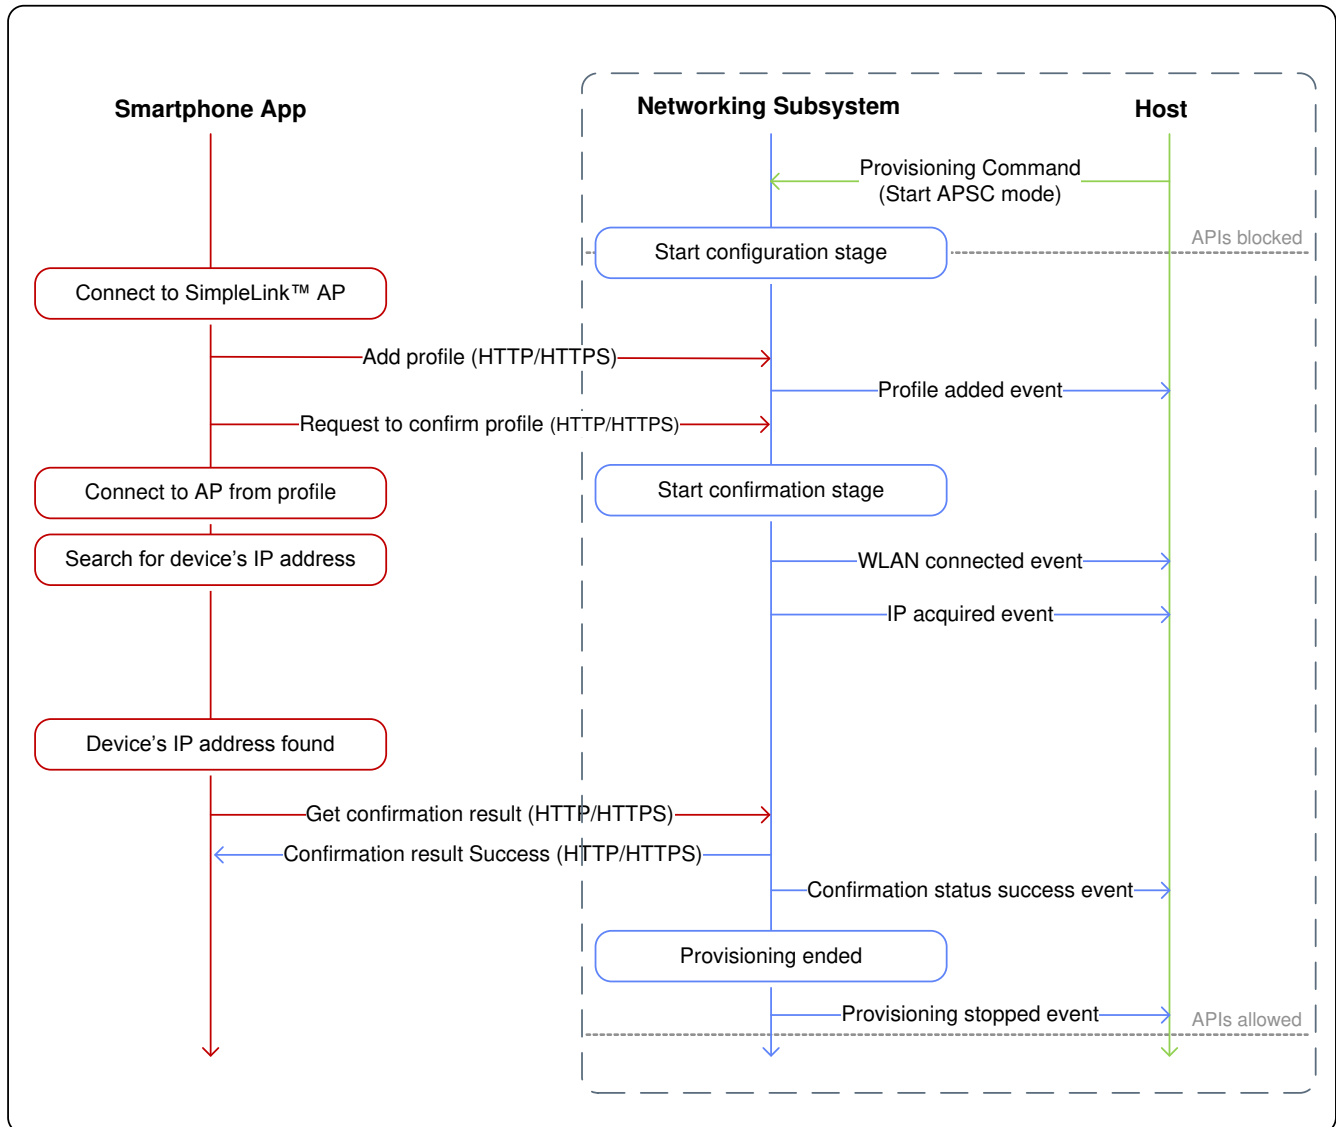 Smartphone App
Networking Subsystem
Host
Provisioning Command
(Start APSC mode)
APIs blocked
Start configuration stage
Connect to SimpleLink™ AP
Add profile (HTTP/HTTPS)
Profile added event
Request to confirm profile (HTTP/HTTPS)
Connect to AP from profile
Start confirmation stage
Search for device’s IP address
WLAN connected event
IP acquired event
Device’s IP address found
Get confirmation result (HTTP/HTTPS)
Confirmation result Success (HTTP/HTTPS)
Confirmation status success event
Provisioning ended
Provisioning stopped event
APIs allowed